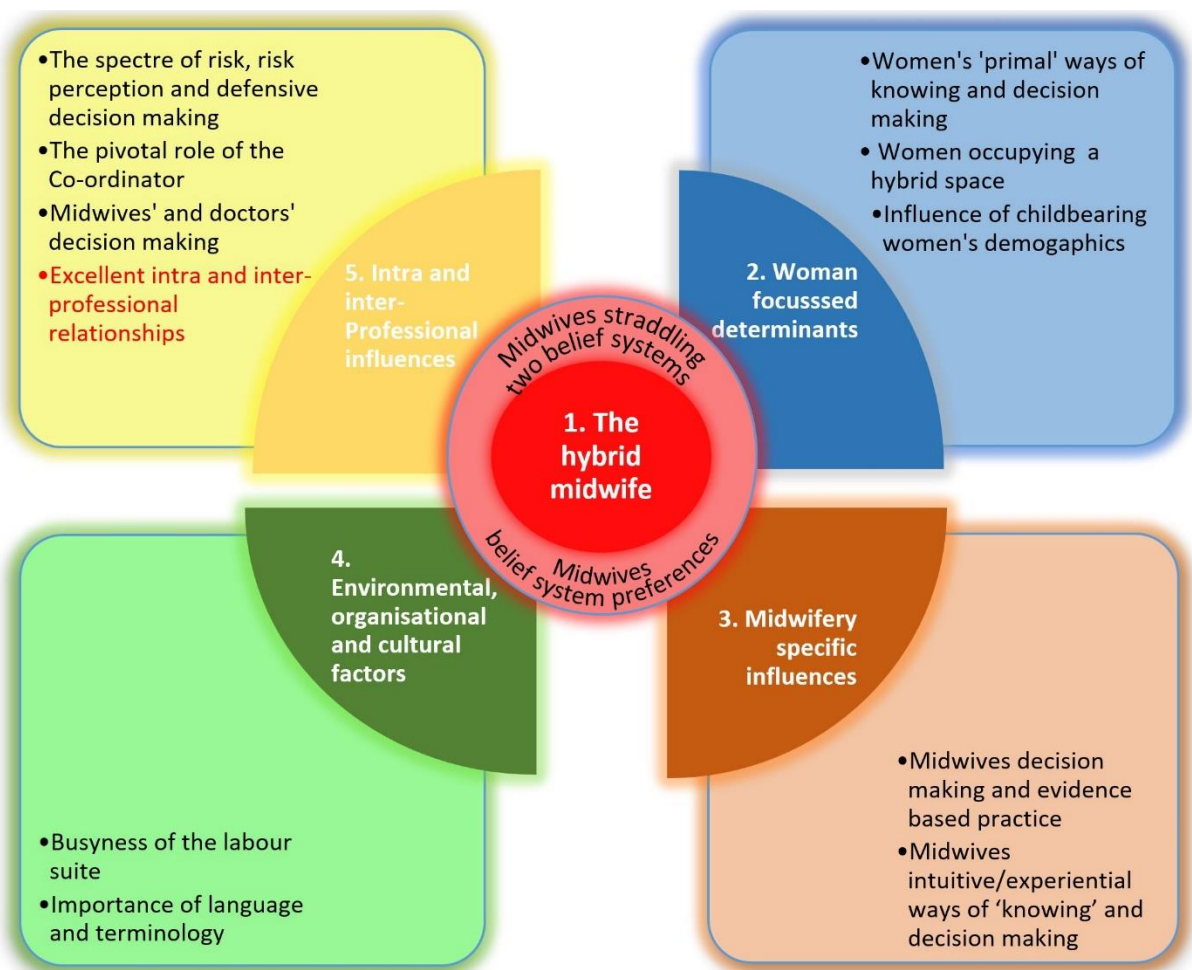 •The spectre of risk, risk
perception and defensive
decision making
•The pivotal role of the
Co-ordinator
•Midwives' and doctors'
decision making
•Excellent intra and inter-
professional
relationships
5. Intra and
inter-
Professional
influences
•Women's 'primal' ways of
knowing and decision
making
• Women occupying a
hybrid space
•Influence of childbearing
women's demogaphics
2. Woman
focusssed
determinants
Midwives straddling
two belief systems
1. The
hybrid
midwife
Midwives
belief system preferences
4.
Environmental,
organisational
and cultural
factors
•Busyness of the labour
suite
•Importance of language
and terminology
3. Midwifery
specific
influences
•Midwives decision
making and evidence
based practice
•Midwives
intuitive/experiential
ways of ‘knowing’ and
decision making